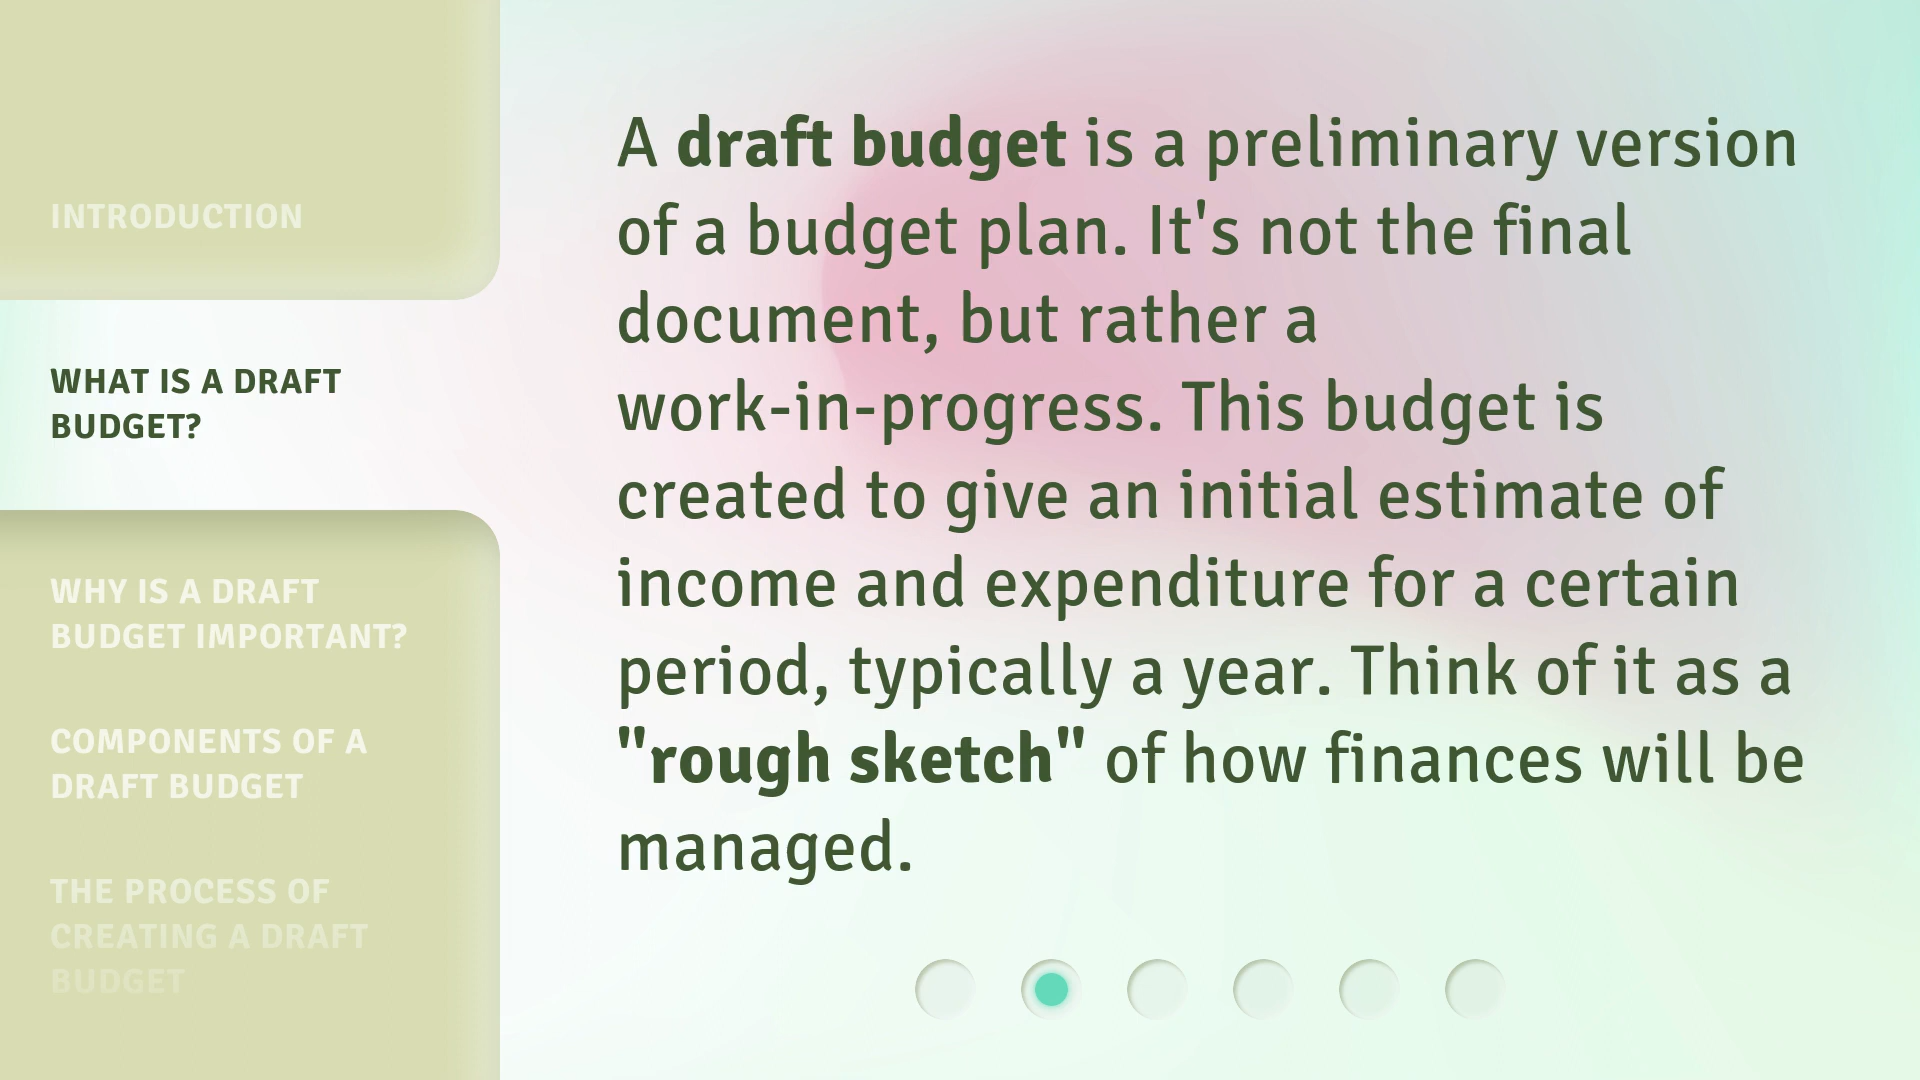 INTRODUCTION
WHAT IS A DRAFT
BUDGET?
WHY IS A DRAFT
BUDGET IMPORTANT?
COMPONENTS OF A
DRAFT BUDGET
THE PROCESS OF
CREATING A DRAFT
BUDGET
A draft budget is a preliminary version
of a budget plan. It's not the final
document, but rather a
work-in-progress. This budget is
created to give an initial estimate of
income and expenditure for a certain
period, typically a year. Think of it as a
"rough sketch" of how finances will be
managed.